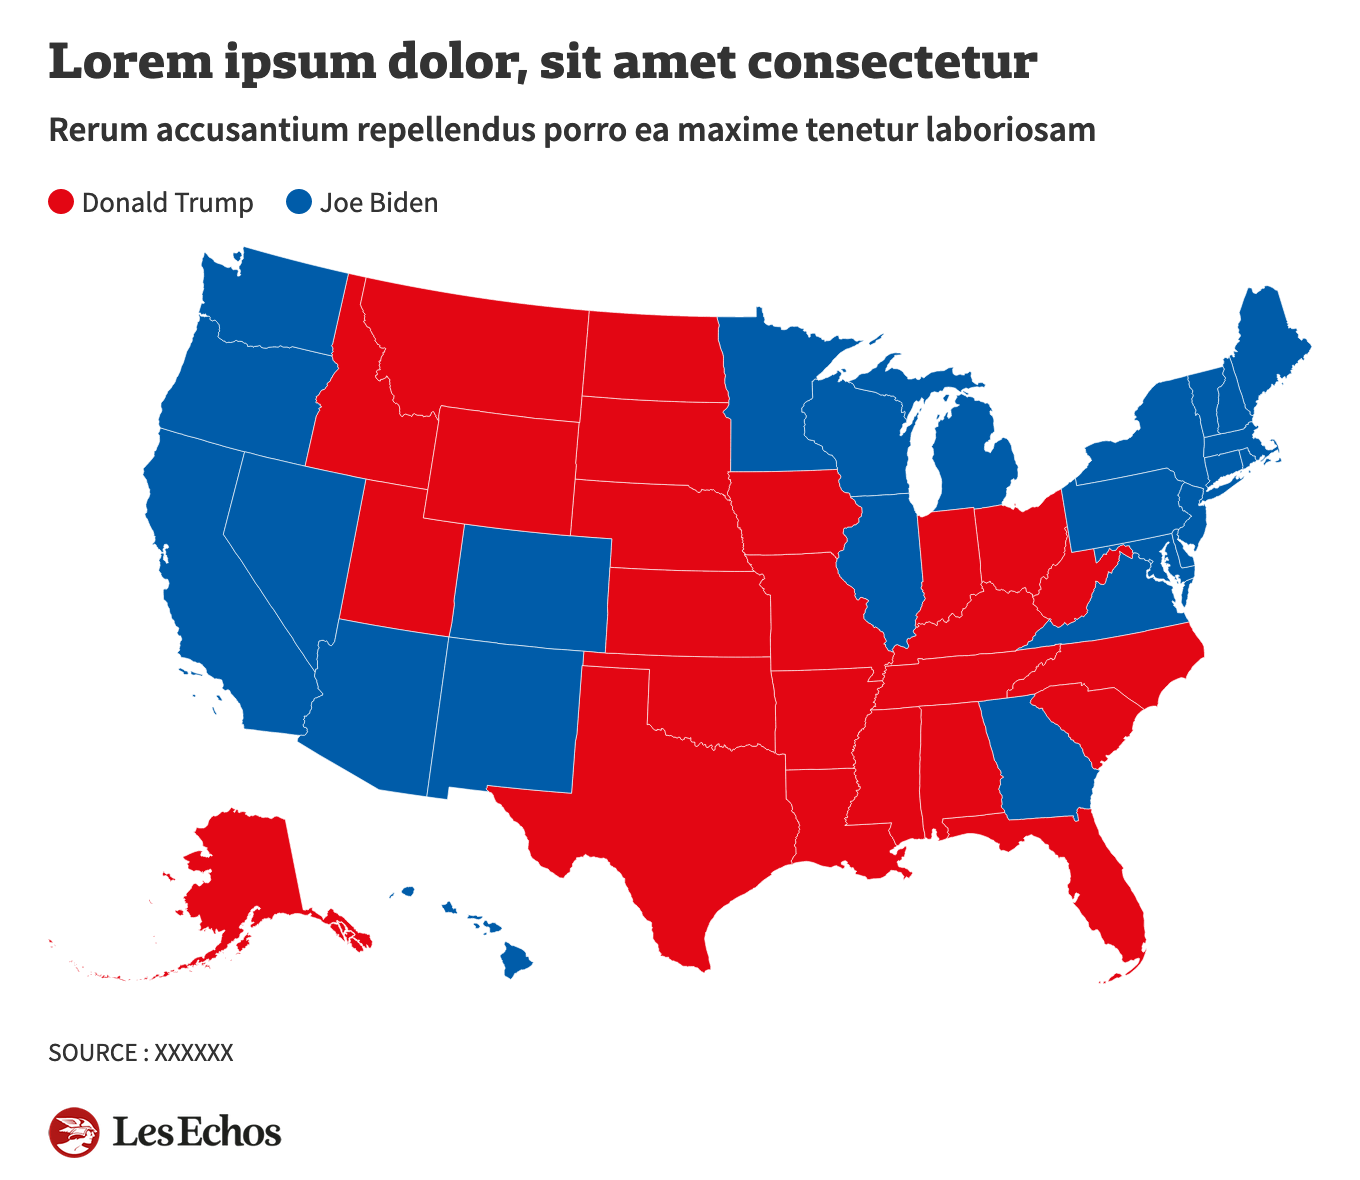 Lorem ipsum dolor, sit amet consectetur
Rerum accusantium repellendus porro ea maxime tenetur laboriosam
Donald Trump Joe Biden
SOURCE : XXXXXX
Les Echos